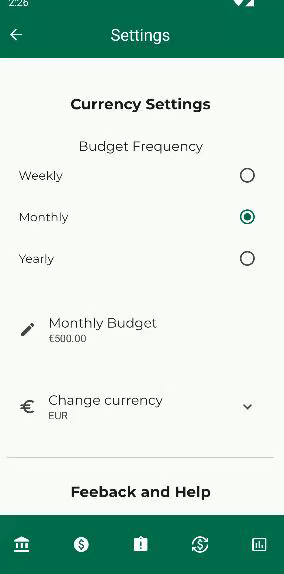 2:26
Settings
Currency Settings
Budget Frequency
Weekly
Monthly
Yearly
Monthly Budget
€500.00
Change currency
EUR
Feeback and Help